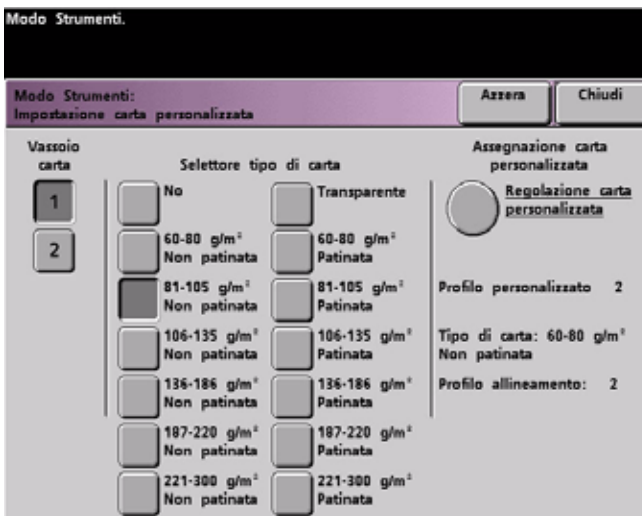 Modo Strumenti.
Modo Strumenti:
Impostazione carta personalizzata
Azzera
Chiudi
Vassoio
carta
1
2
Selettore tipo di carta
No
Transparente
60-80 g/m²
Non patinata
60-80 g/m²
Patinata
81-105 g/m²
Non patinata
81-105 g/m²
Patinata
106-135 g/m²
Non patinata
106-135 g/m²
Patinata
136-186 g/m²
Non patinata
136-186 g/m²
Patinata
187-220 g/m²
Non patinata
187-220 g/m²
Patinata
221-300 g/m²
Non patinata
221-300 g/m²
Patinata
Assegnazione carta
personalizzata
Regolazione carta
personalizzata
Profilo personalizzato 2
Tipo di carta: 60-80 g/m²
Non patinata
Profilo allineamento: 2